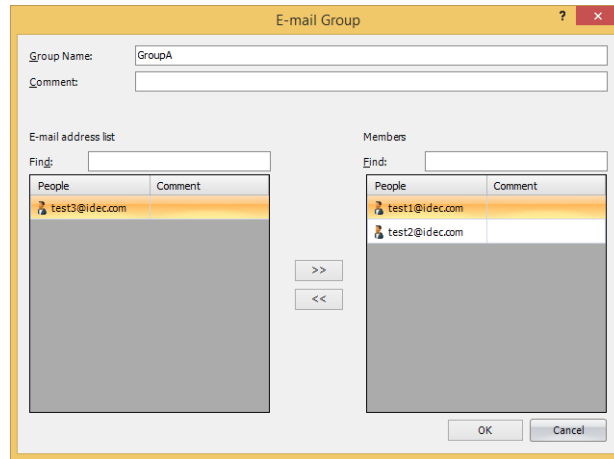 E-mail Group
? ×
Group Name: GroupA
Comment:
E-mail address list
Members
Find:
Find:
People Comment
People Comment
test3@idec.com
test1@idec.com
test2@idec.com
>>
<<
OK Cancel